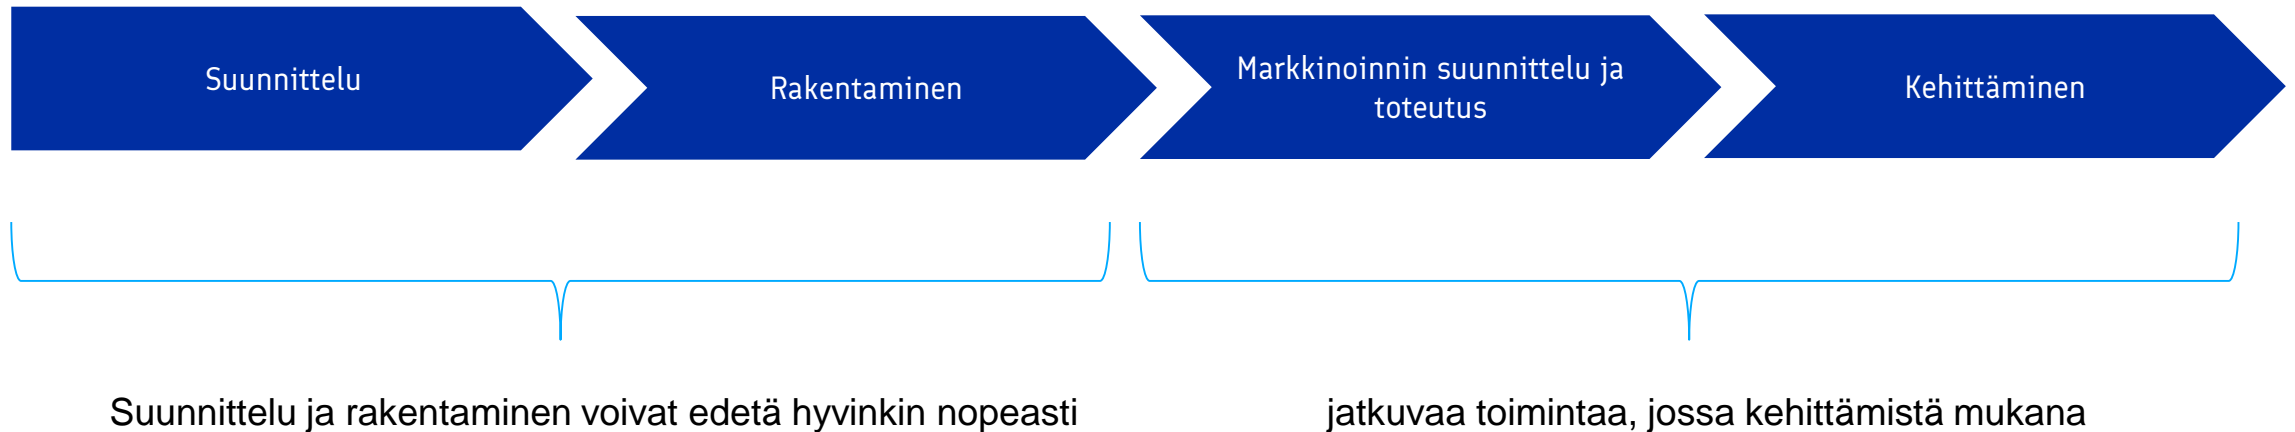 Suunnittelu
Rakentaminen
Markkinoinnin suunnittelu ja
toteutus
Kehittäminen
Suunnittelu ja rakentaminen voivat edetä hyvinkin nopeasti
jatkuvaa toimintaa, jossa kehittämistä mukana